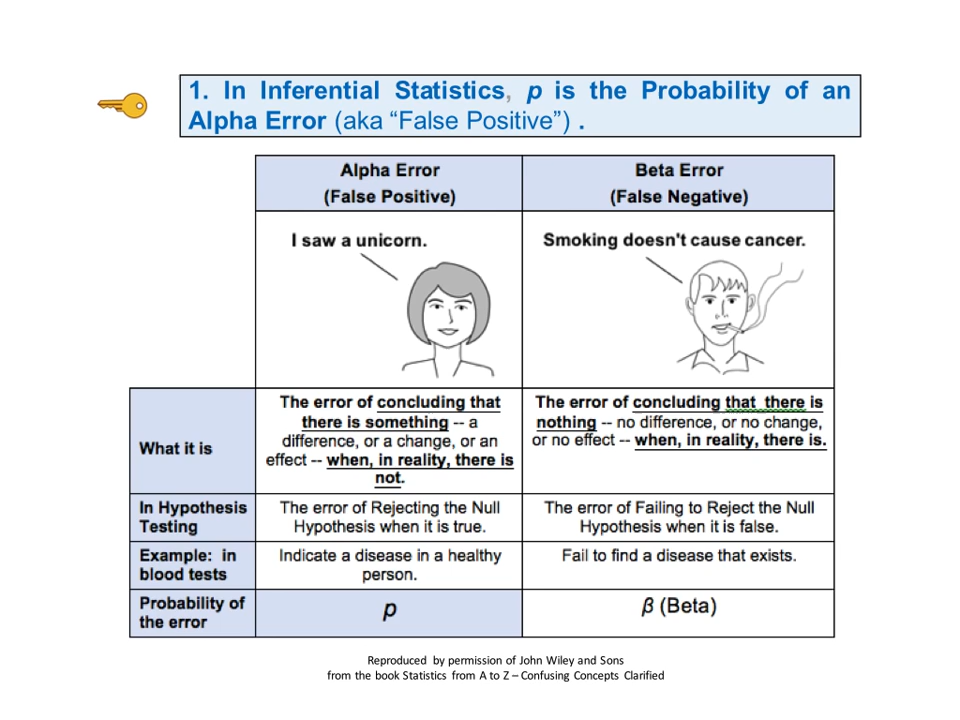 1. In Inferential Statistics, p is the Probability of an
Alpha Error (aka “False Positive”) .
Alpha Error
(False Positive)
Beta Error
(False Negative)
I saw a unicorn.
Smoking doesn't cause cancer.
What it is
The error of concluding that
there is something -- a
difference, or a change, or an
effect -- when, in reality, there is
not.
The error of concluding that there is
nothing -- no difference, or no change,
or no effect -- when, in reality, there is.
In Hypothesis
Testing
The error of Rejecting the Null
Hypothesis when it is true.
The error of Failing to Reject the Null
Hypothesis when it is false.
Example: in
blood tests
Indicate a disease in a healthy
person.
Fail to find a disease that exists.
Probability of
the error
p
β (Beta)
Reproduced by permission of John Wiley and Sons
from the book Statistics from A to Z – Confusing Concepts Clarified